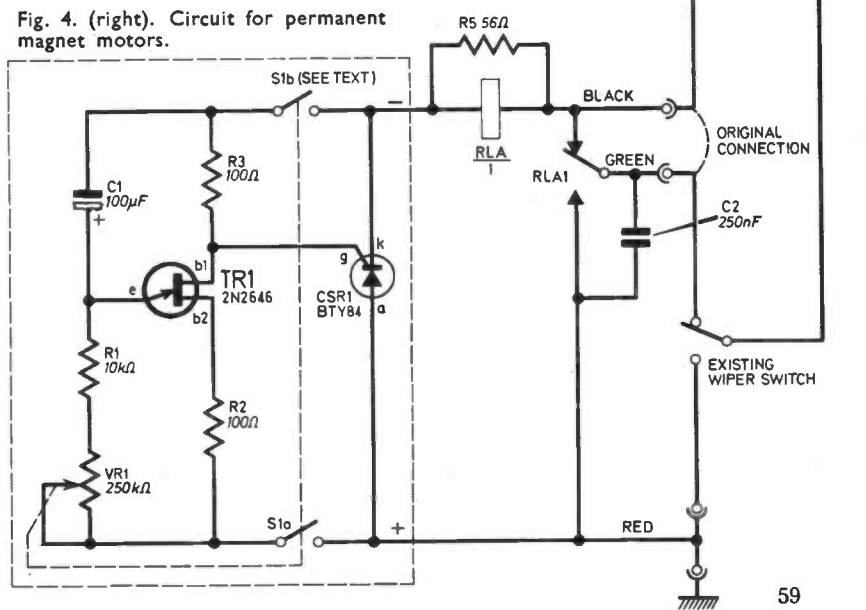 Fig. 4. (right). Circuit for permanent
magnet motors.
S1b (SEE TEXT)
R5 56Ω
BLACK
ORIGINAL
CONNECTION
RLA
1
RLA1
GREEN
C2
250nF
R3
100Ω
C1
100µF
+
−
b1
TR1
2N2646
e
b2
g
k
CSR1
BTY84
a
R1
10kΩ
R2
100Ω
EXISTING
WIPER SWITCH
VR1
250kΩ
S1a
+
RED
59